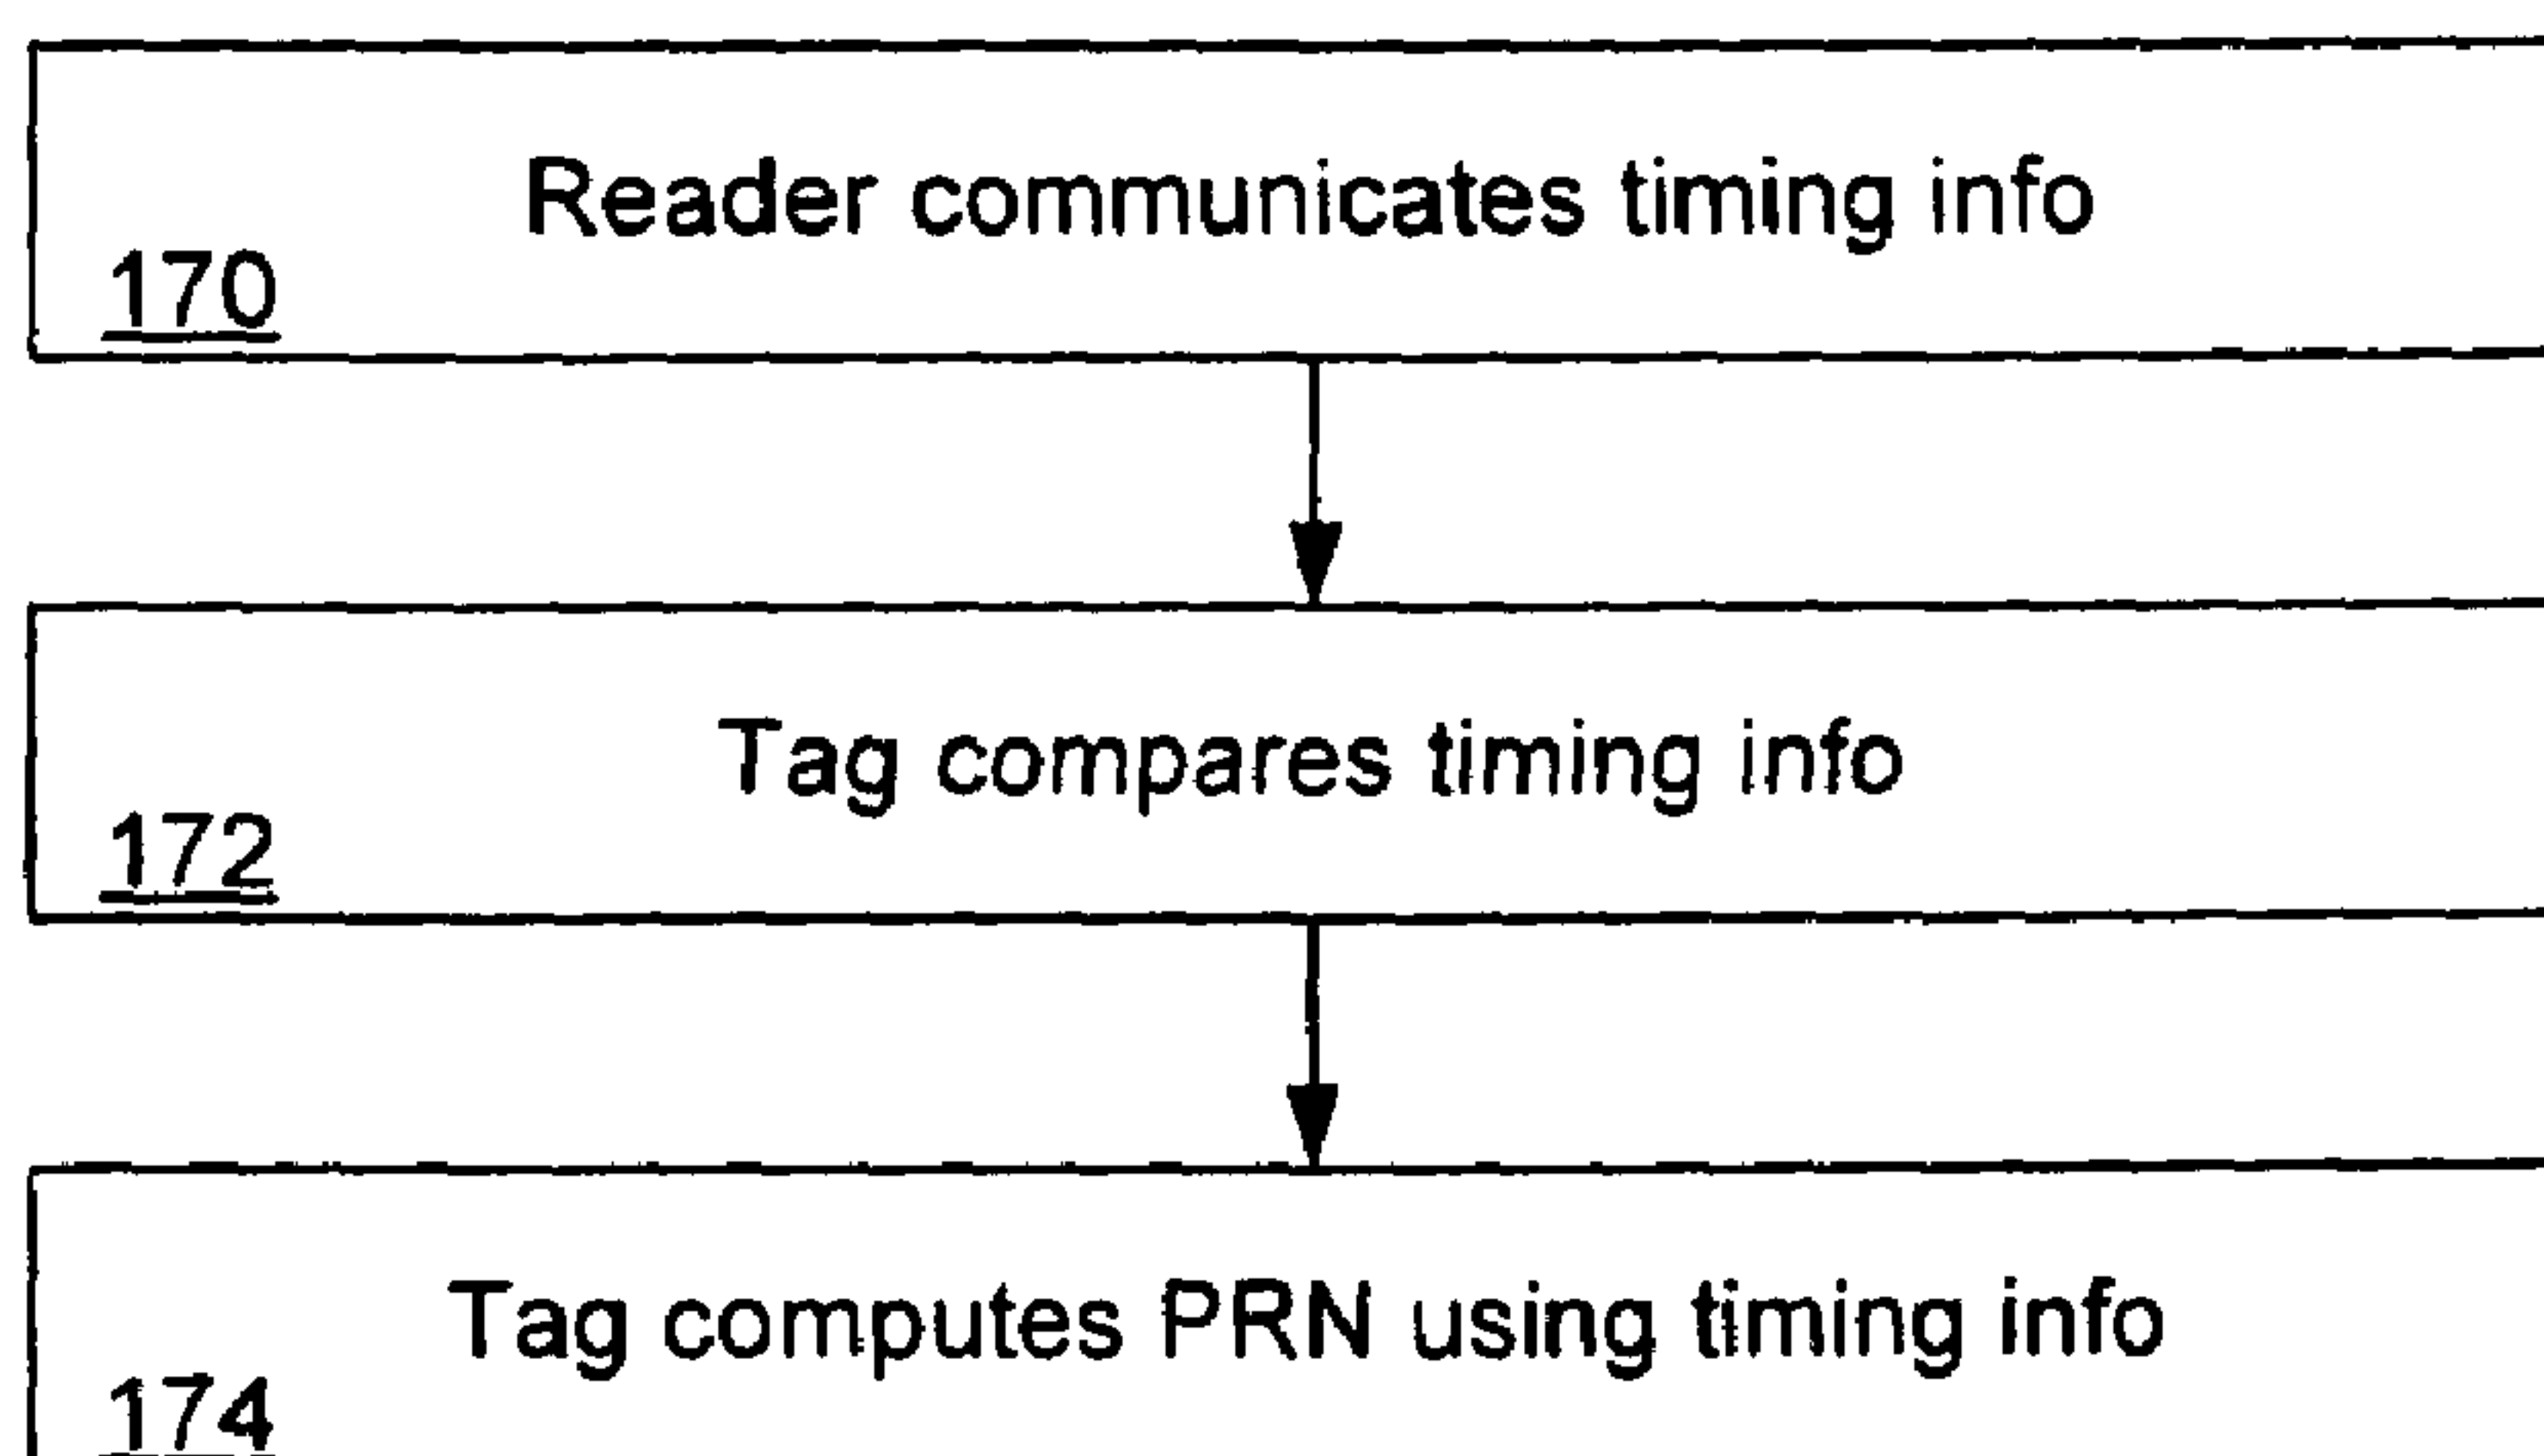 Reader communicates timing info
170
Tag compares timing info
172
Tag computes PRN using timing info
174